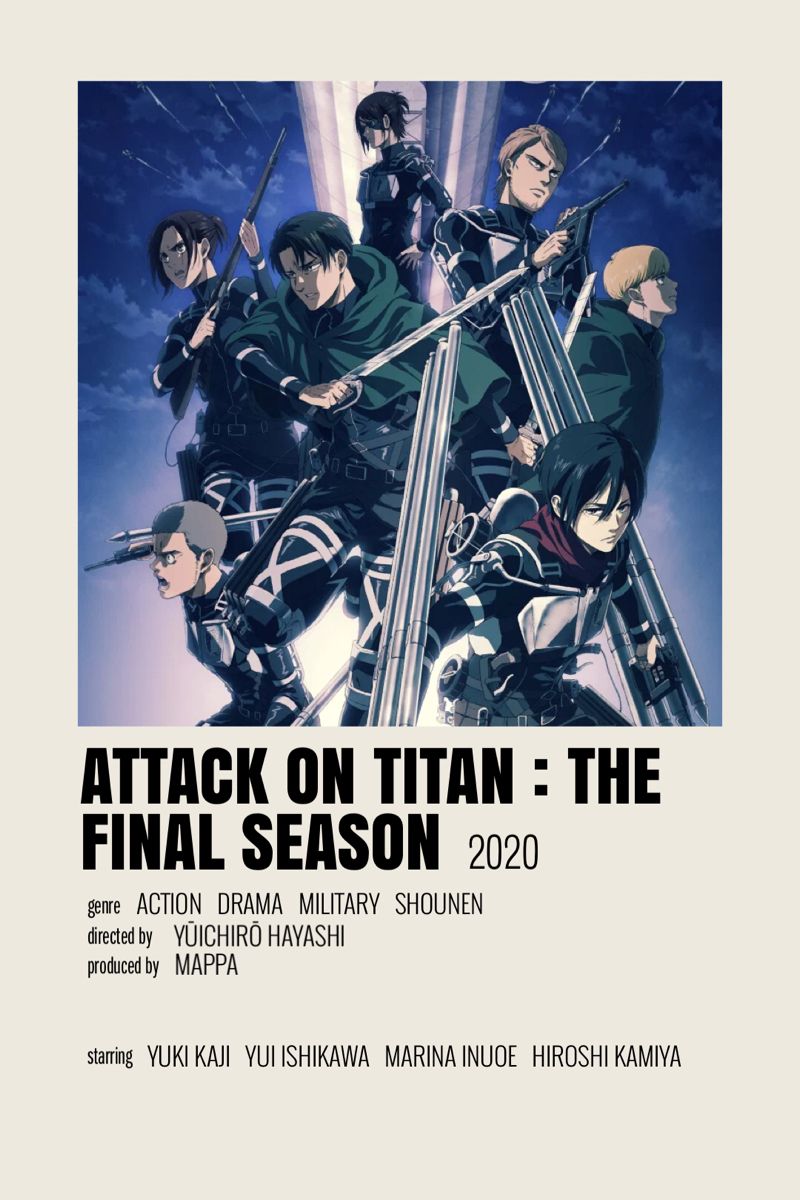 ATTACK ON TITAN : THE
FINAL SEASON 2020
genre ACTION DRAMA MILITARY SHOUNEN
directed by YŪICHIRŌ HAYASHI
produced by MAPPA
starring YUKI KAJI YUI ISHIKAWA MARINA INUOE HIROSHI KAMIYA